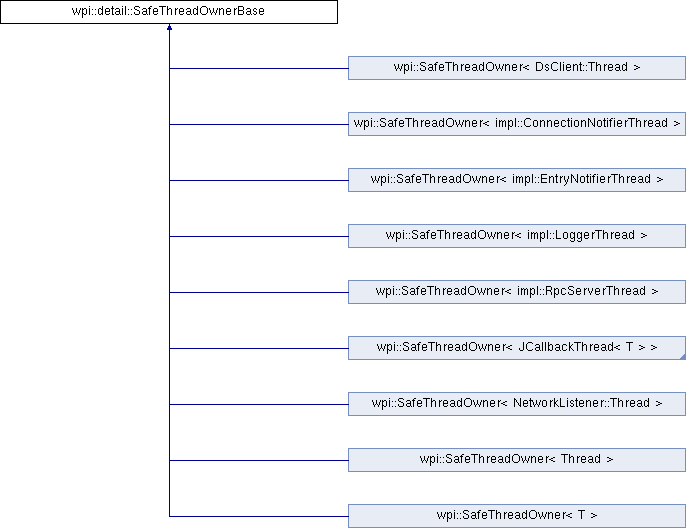 wpi::detail::SafeThreadOwnerBase
wpi::SafeThreadOwner< DsClient::Thread >
wpi::SafeThreadOwner< impl::ConnectionNotifierThread >
wpi::SafeThreadOwner< impl::EntryNotifierThread >
wpi::SafeThreadOwner< impl::LoggerThread >
wpi::SafeThreadOwner< impl::RpcServerThread >
wpi::SafeThreadOwner< JCallbackThread< T > >
wpi::SafeThreadOwner< NetworkListener::Thread >
wpi::SafeThreadOwner< Thread >
wpi::SafeThreadOwner< T >